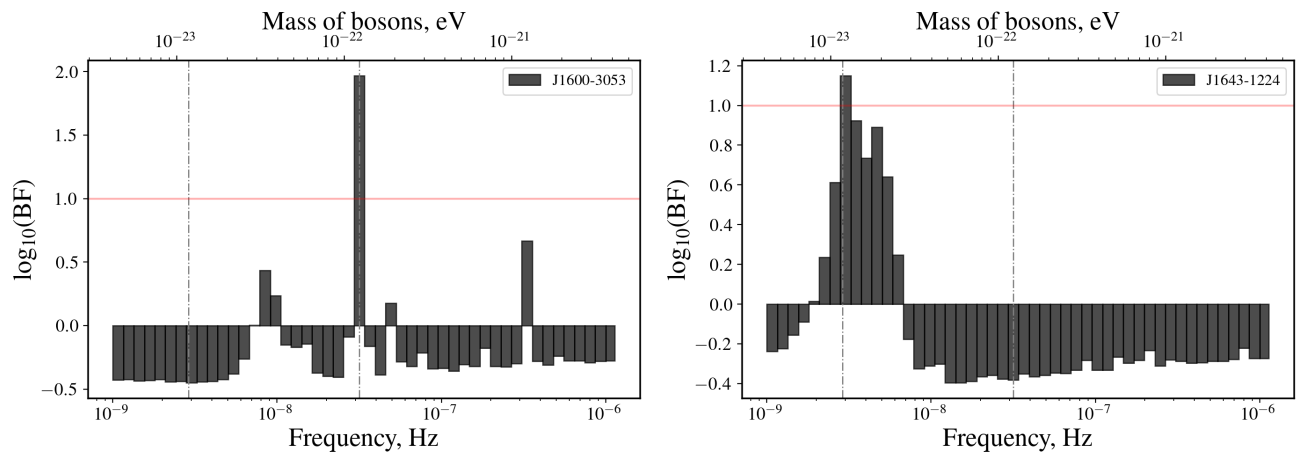 Mass of bosons, eV
10⁻²³ 10⁻²² 10⁻²¹
J1600-3053
log₁₀(BF)
2.0
1.5
1.0
0.5
0.0
−0.5
10⁻⁹ 10⁻⁸ 10⁻⁷ 10⁻⁶
Frequency, Hz
Mass of bosons, eV
10⁻²³ 10⁻²² 10⁻²¹
J1643-1224
log₁₀(BF)
1.2
1.0
0.8
0.6
0.4
0.2
0.0
−0.2
−0.4
10⁻⁹ 10⁻⁸ 10⁻⁷ 10⁻⁶
Frequency, Hz